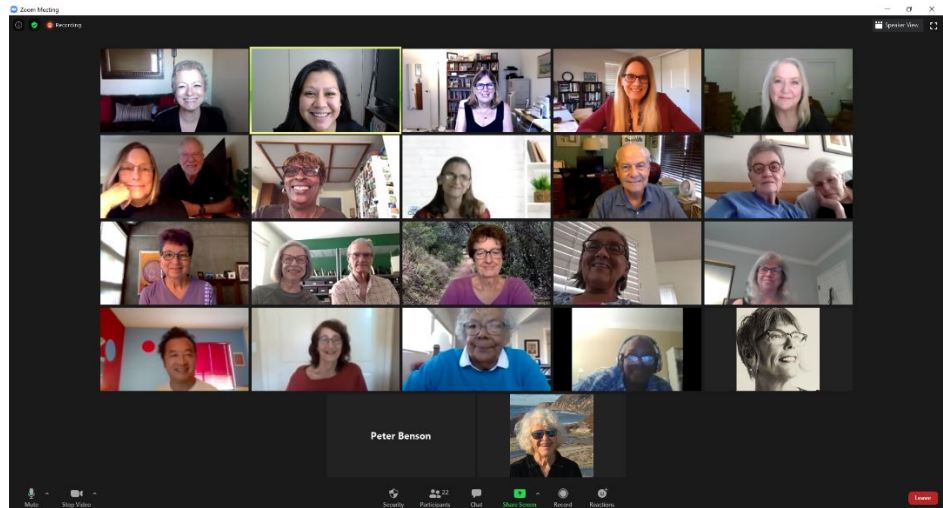 Zoom Meeting
Recording
Speaker View
Peter Benson
22
Mute
Stop Video
Security
Participants
Chat
Share Screen
Record
Reactions
Leave